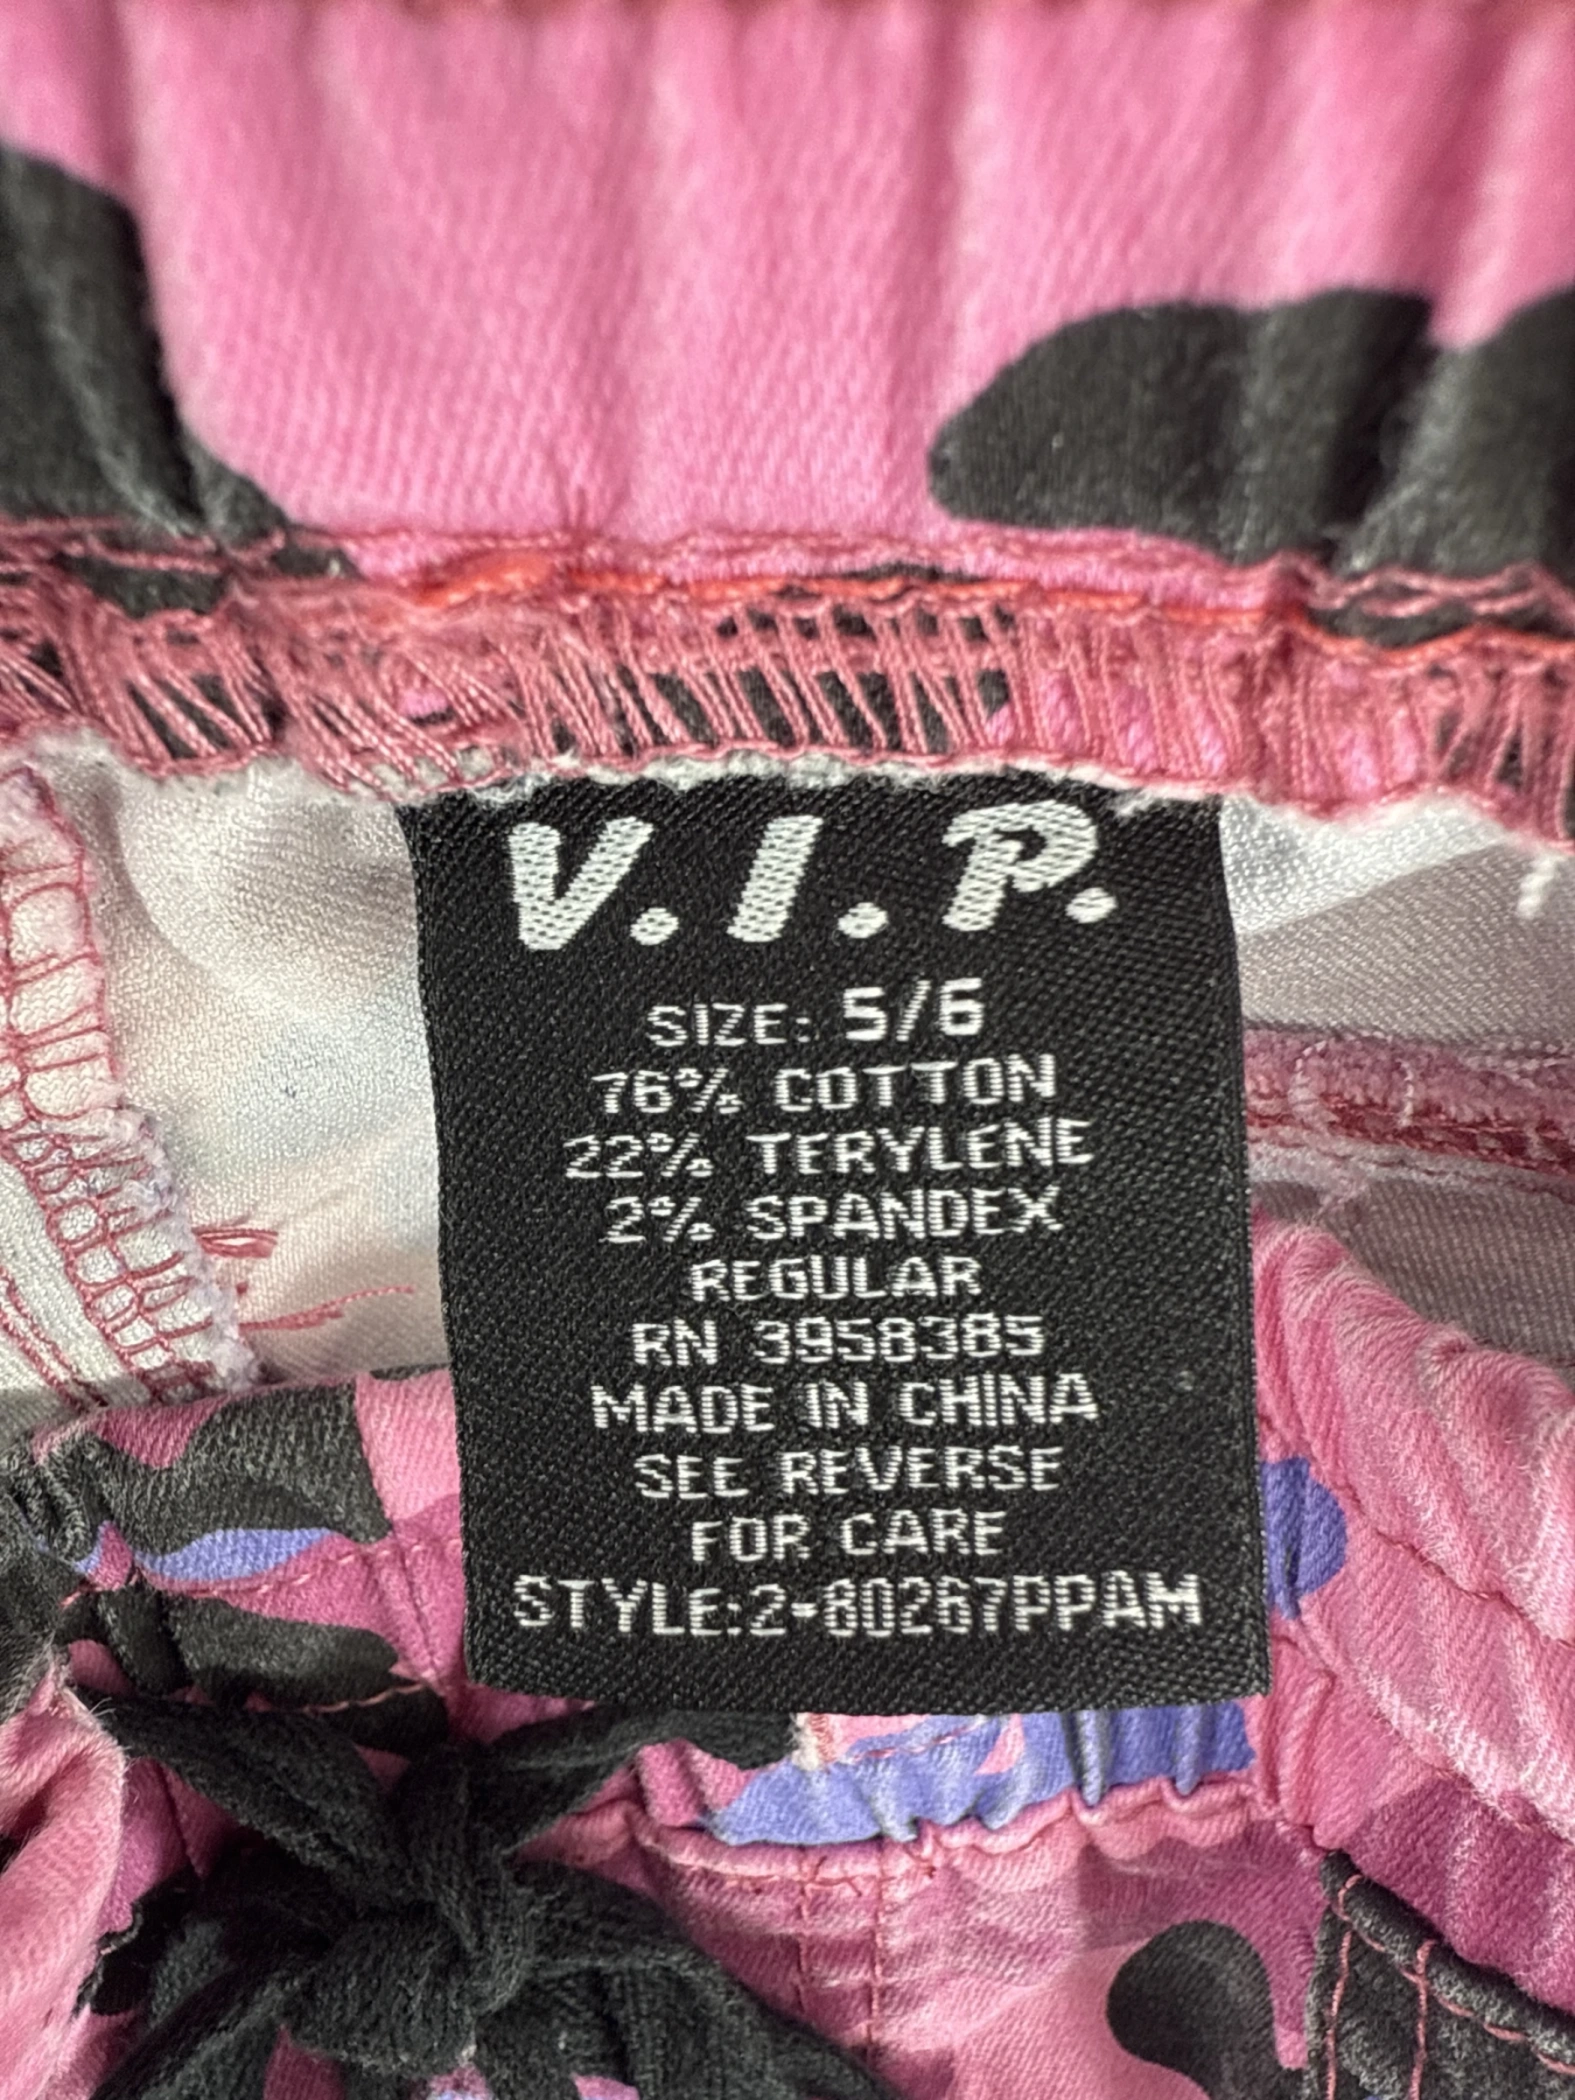 V.I.P.
SIZE: 5/6
76% COTTON
22% TERYLENE
2% SPANDEX
REGULAR
RN 3958385
MADE IN CHINA
SEE REVERSE
FOR CARE
STYLE:2-80267PPAM